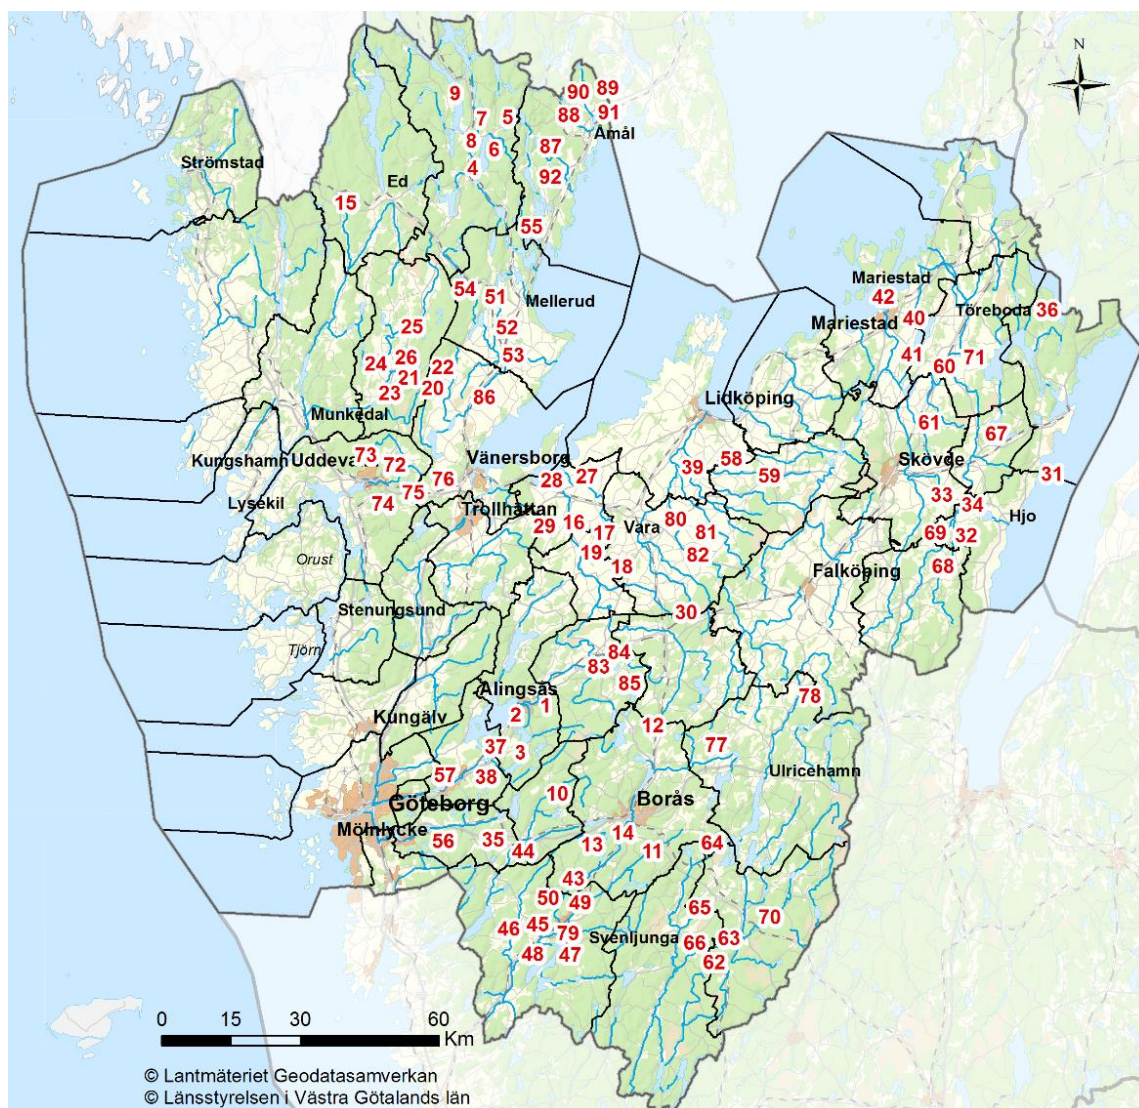 N
9
90
89
7
5
88
91
Åmål
8
6
87
Strömstad
4
92
Ed
15
55
54
51
Mellerud
Mariestad
42
36
25
52
40
Töreboda
Mariestad
24
26
22
53
41
60
71
21
23
20
86
Lidköping
Munkedal
61
67
73
Kungshamn
Uddeva
72
Vänersborg
58
39
59
Skövde
76
28
27
31
Lysekil
75
74
33
34
Trollhättan
29
16
17
Vara
80
81
Hjo
69
32
19
82
18
68
Orust
Falköping
Stenungsund
30
Tjörn
84
83
85
Alingsås
1
78
2
Kungälv
12
37
3
77
57
38
Ulricehamn
10
Göteborg
Borås
Mölnlycke
14
56
35
44
13
11
64
43
50
49
65
70
46
45
79
Svenljunga
66
63
48
47
62
0 15 30 60
Km
© Lantmäteriet Geodatasamverkan
© Länsstyrelsen i Västra Götalands län